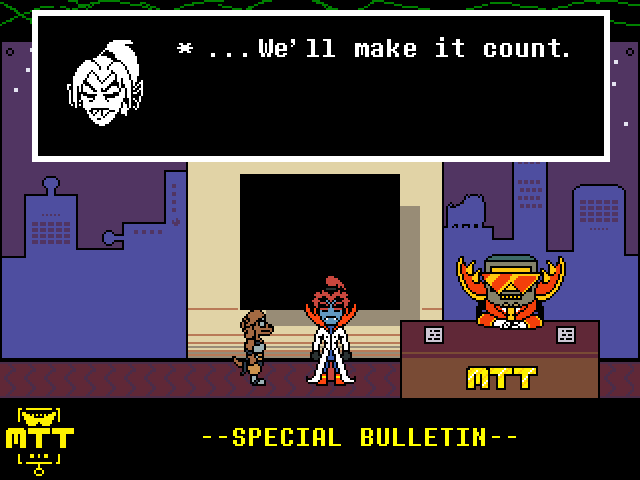 * ...We'll make it count.
MTT
MTT
--SPECIAL BULLETIN--